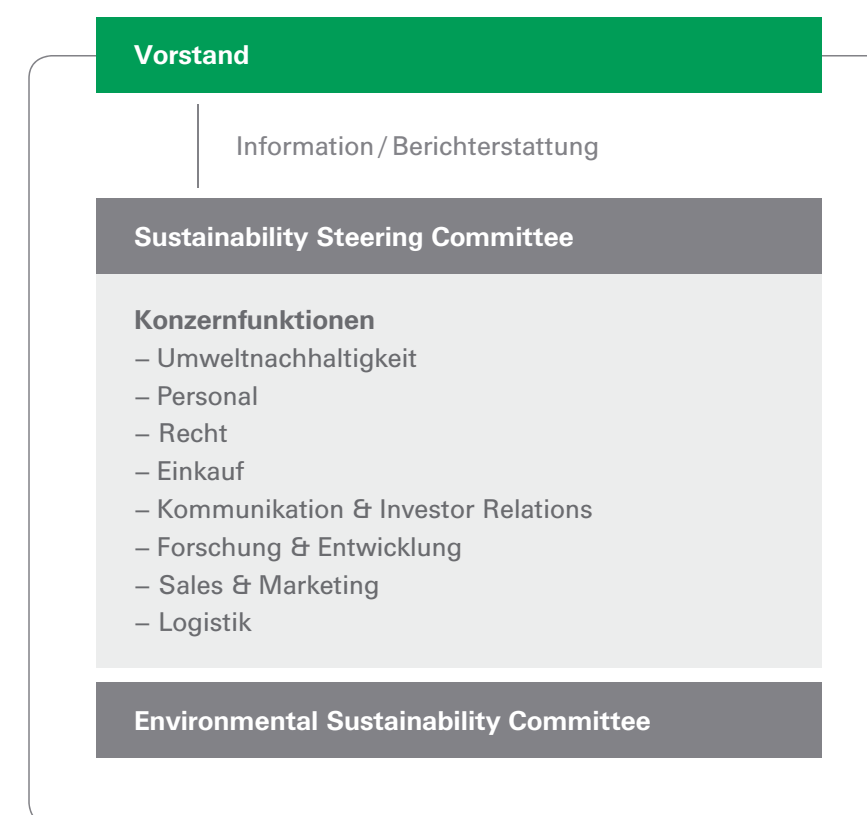 Vorstand
Information / Berichterstattung
Sustainability Steering Committee
Konzernfunktionen
– Umweltnachhaltigkeit
– Personal
– Recht
– Einkauf
– Kommunikation & Investor Relations
– Forschung & Entwicklung
– Sales & Marketing
– Logistik
Environmental Sustainability Committee